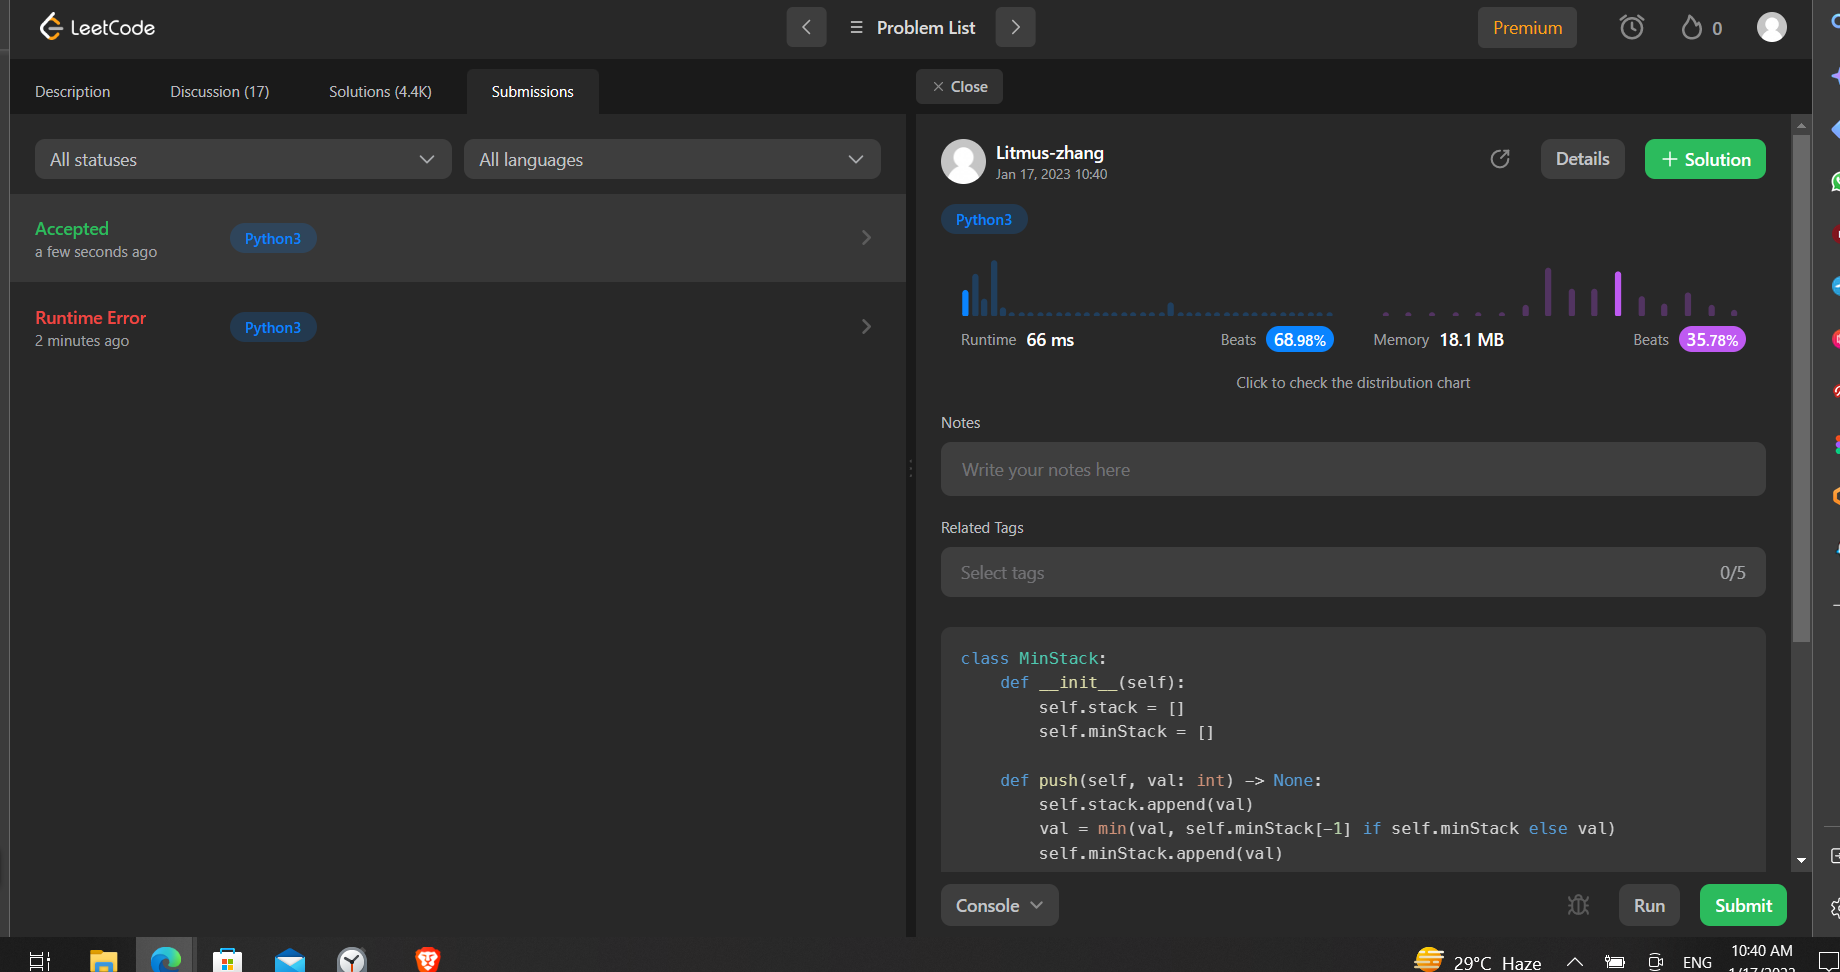 LeetCode
Problem List
Premium
0
Description
Discussion (17)
Solutions (4.4K)
Submissions
Close
All statuses
All languages
Accepted
a few seconds ago
Python3
Runtime Error
2 minutes ago
Python3
Litmus-zhang
Jan 17, 2023 10:40
Details
+ Solution
Python3
Runtime 66 ms
Beats 68.98%
Memory 18.1 MB
Beats 35.78%
Click to check the distribution chart
Notes
Write your notes here
Related Tags
Select tags
0/5
class MinStack:
    def __init__(self):
        self.stack = []
        self.minStack = []
    def push(self, val: int) -> None:
        self.stack.append(val)
        val = min(val, self.minStack[-1] if self.minStack else val)
        self.minStack.append(val)
Console
Run
Submit
29°C Haze
ENG
10:40 AM